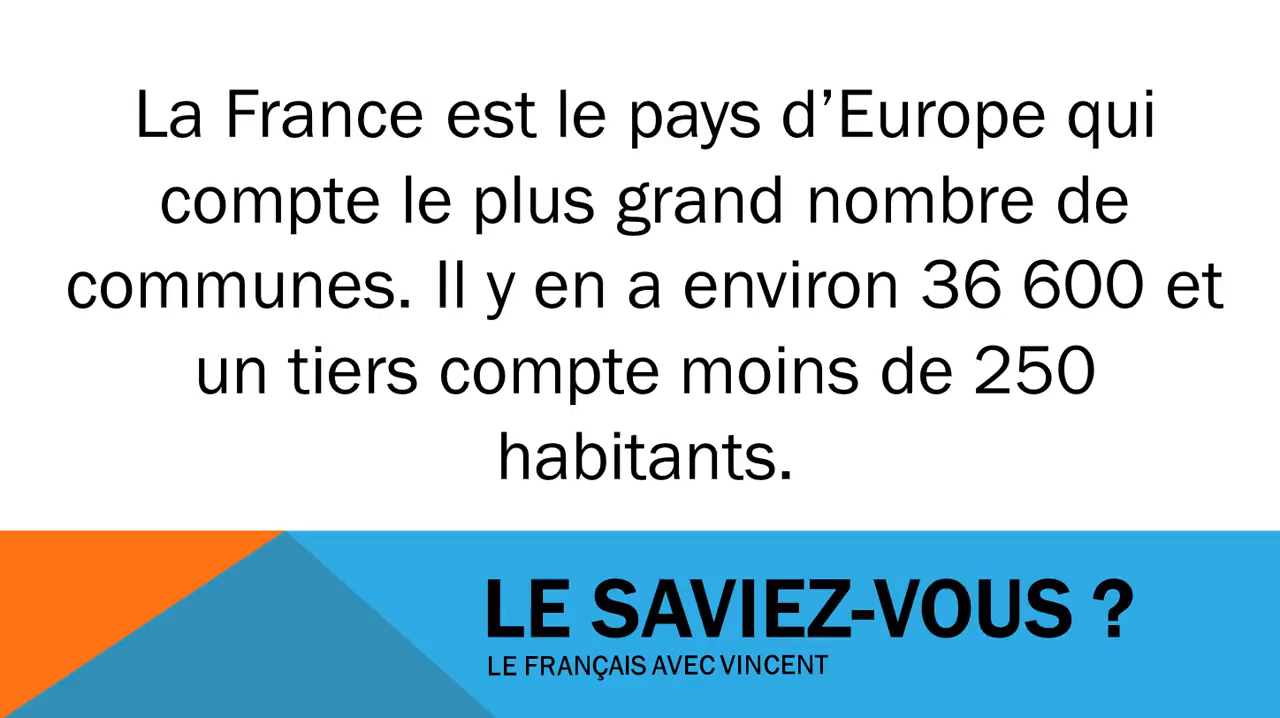 La France est le pays d’Europe qui
compte le plus grand nombre de
communes. Il y en a environ 36 600 et
un tiers compte moins de 250
habitants.
LE SAVIEZ-VOUS ?
LE FRANÇAIS AVEC VINCENT